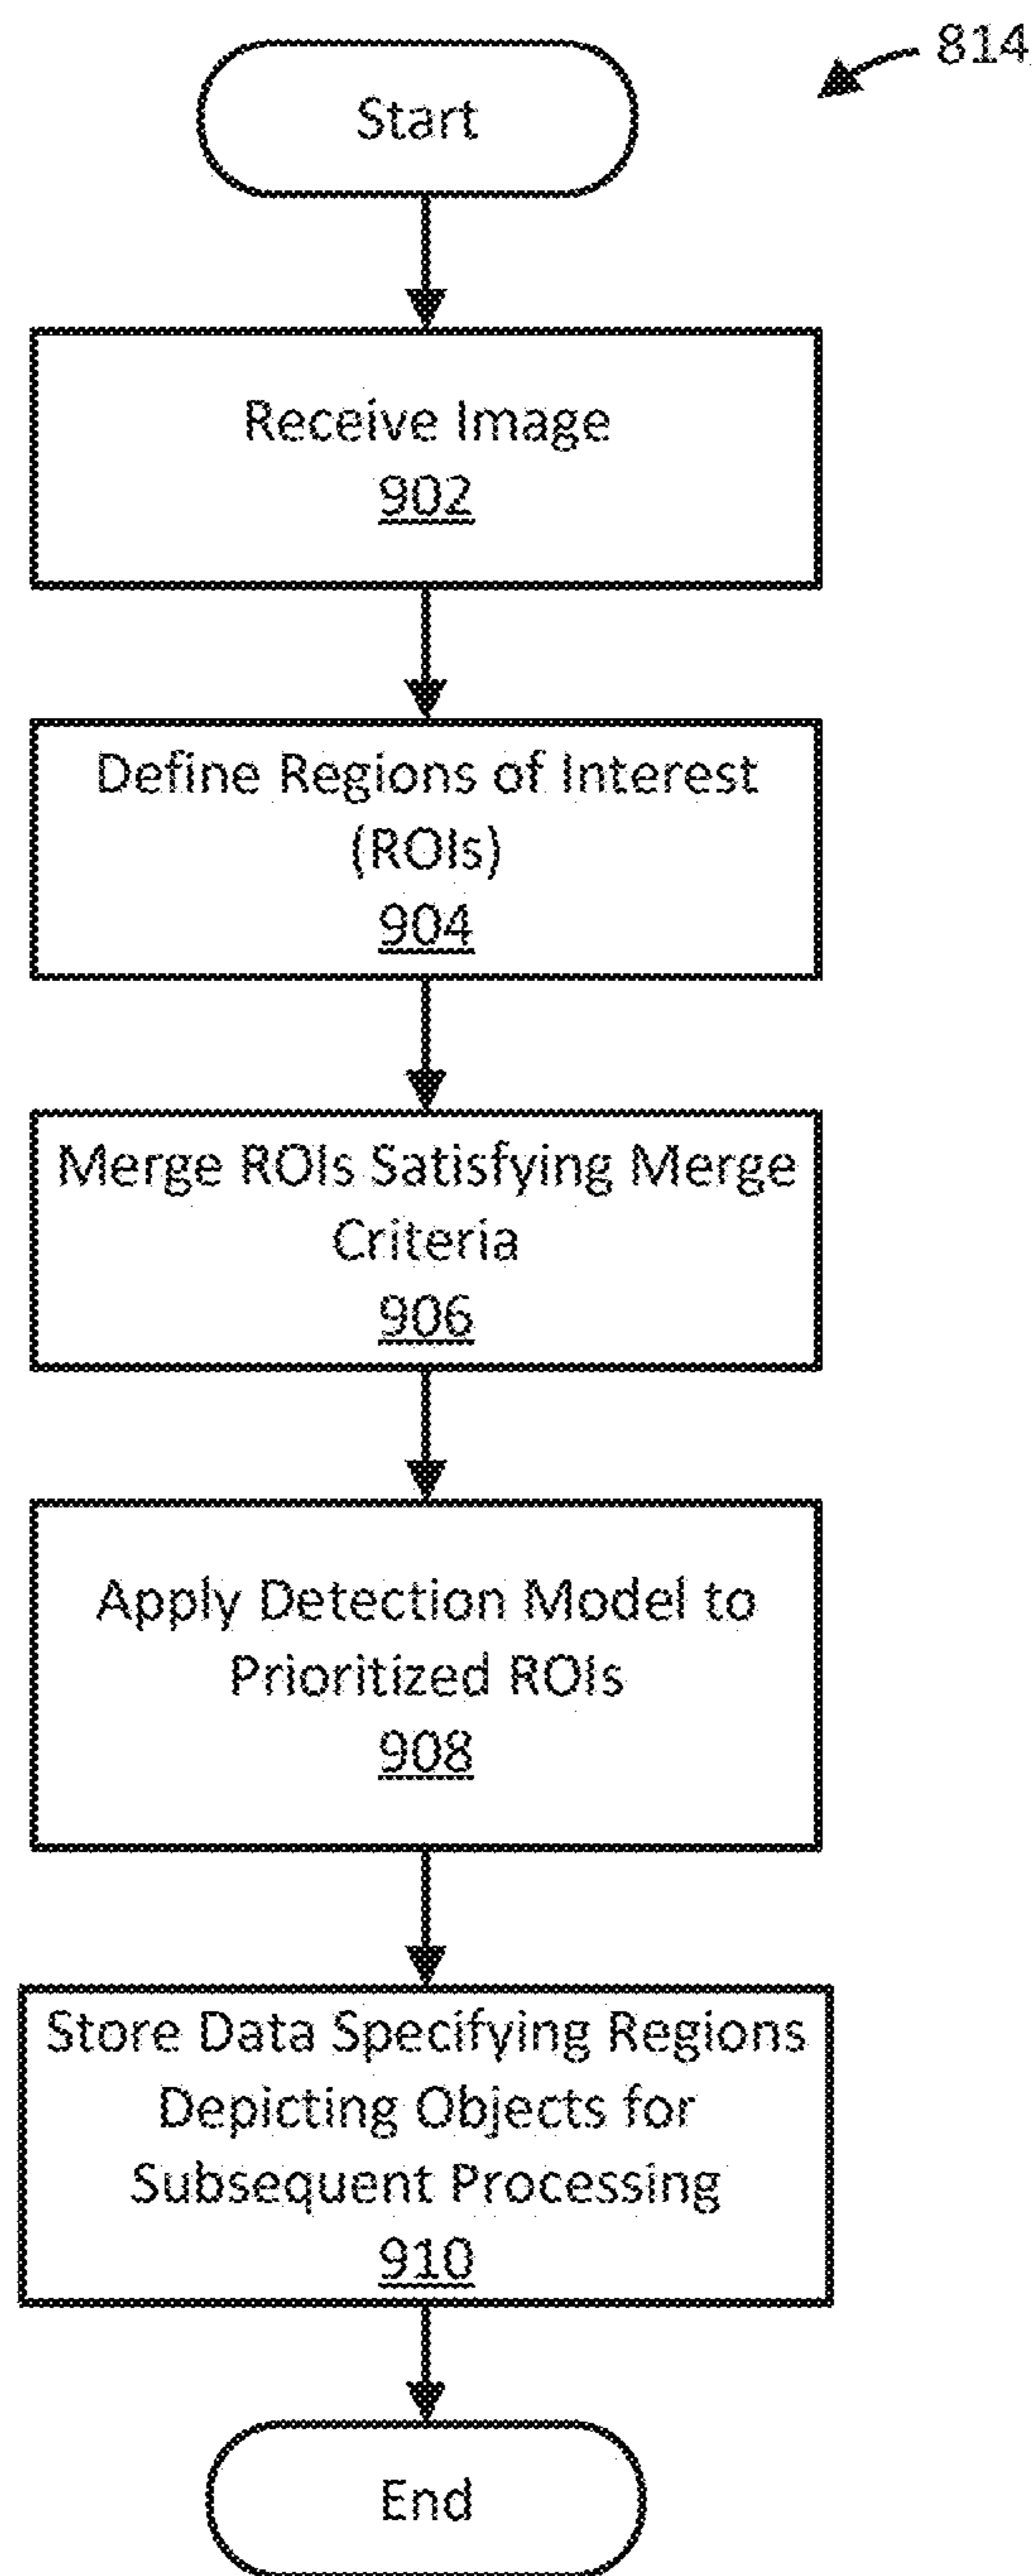 814
Start
Receive Image
902
Define Regions of Interest
(ROIs)
904
Merge ROIs Satisfying Merge
Criteria
906
Apply Detection Model to
Prioritized ROIs
908
Store Data Specifying Regions
Depicting Objects for
Subsequent Processing
910
End